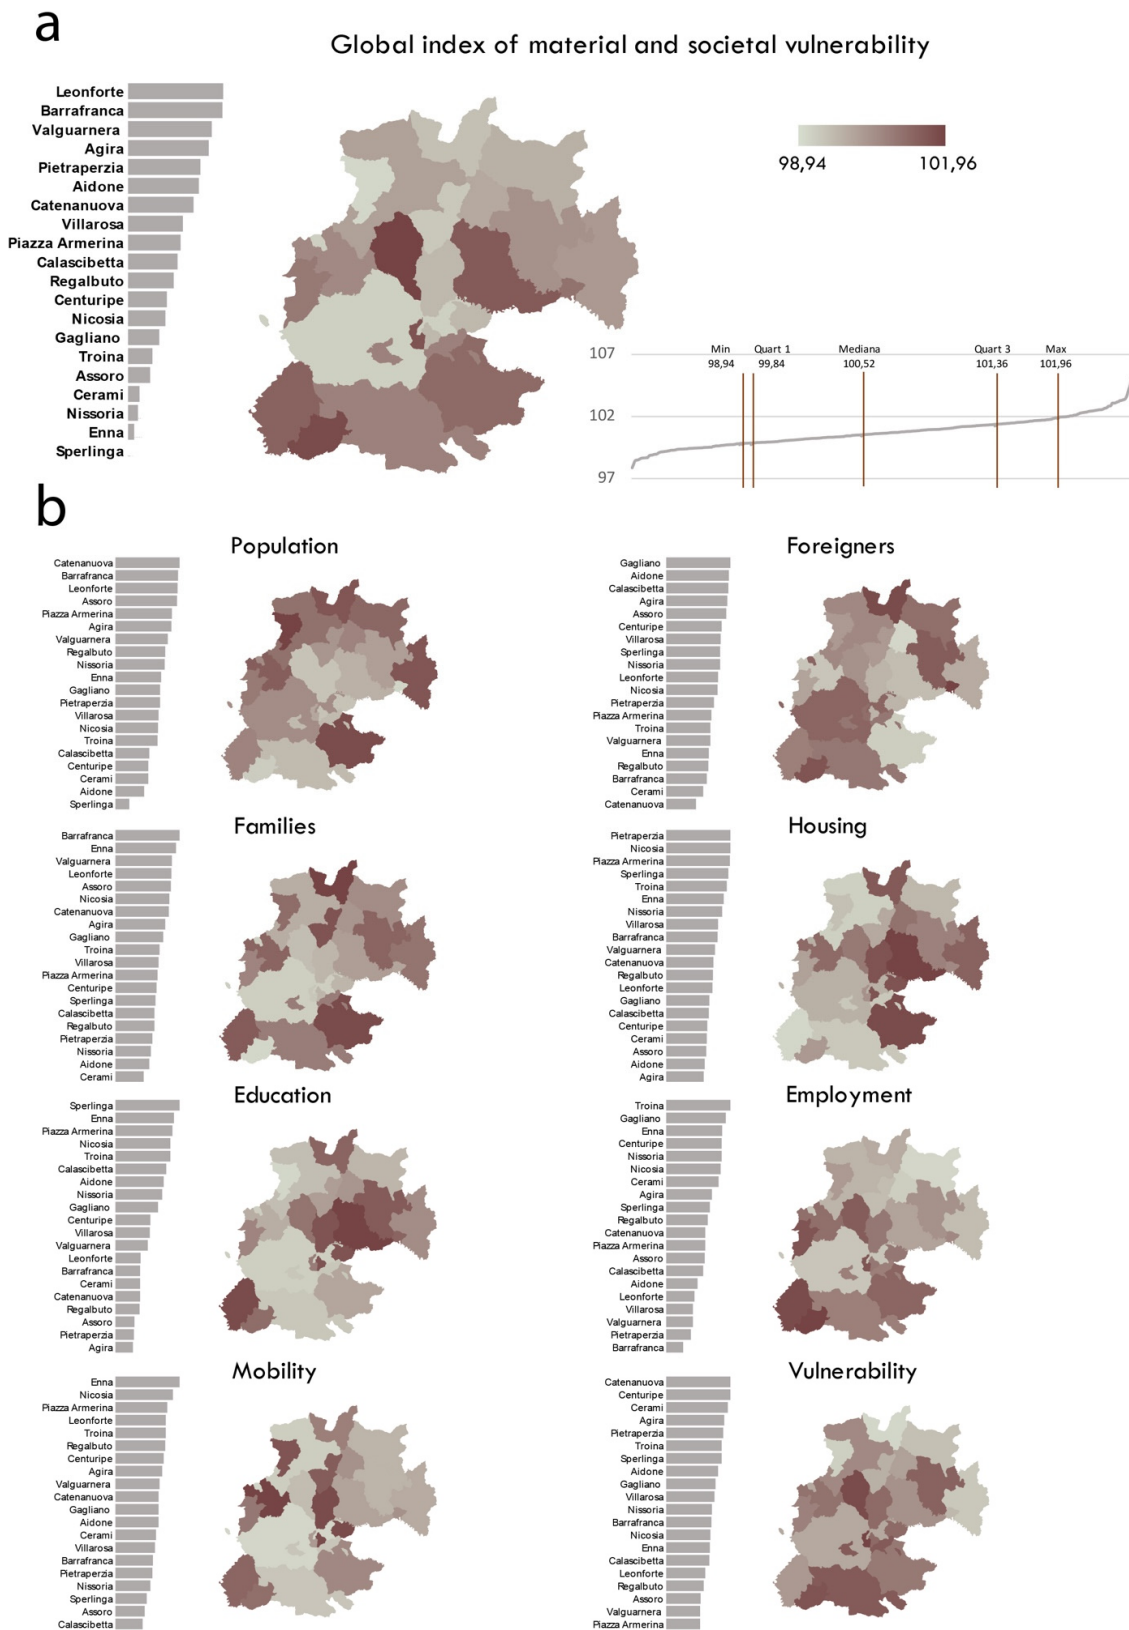 a
Global index of material and societal vulnerability
Leonforte
Barrafranca
Valguarnera
Agira
Pietraperzia
Aidone
Catenanuova
Villarosa
Piazza Armerina
Calascibetta
Regalbuto
Centuripe
Nicosia
Gagliano
Troina
Assoro
Cerami
Nissoria
Enna
Sperlinga
98,94 101,96
Min Quart 1 Mediana Quart 3 Max
98,94 99,84 100,52 101,36 101,96
107
102
97
b
Population
Catenanuova
Barrafranca
Leonforte
Assoro
Piazza Armerina
Agira
Valguarnera
Regalbuto
Nissoria
Enna
Gagliano
Pietraperzia
Villarosa
Nicosia
Troina
Calascibetta
Centuripe
Cerami
Aidone
Sperlinga
Foreigners
Gagliano
Aidone
Calascibetta
Agira
Assoro
Centuripe
Villarosa
Sperlinga
Nissoria
Leonforte
Nicosia
Pietraperzia
Piazza Armerina
Troina
Valguarnera
Enna
Regalbuto
Barrafranca
Cerami
Catenanuova
Families
Barrafranca
Enna
Valguarnera
Leonforte
Assoro
Nicosia
Catenanuova
Agira
Gagliano
Troina
Villarosa
Piazza Armerina
Centuripe
Sperlinga
Calascibetta
Regalbuto
Pietraperzia
Nissoria
Aidone
Cerami
Housing
Pietraperzia
Nicosia
Piazza Armerina
Sperlinga
Troina
Enna
Nissoria
Villarosa
Barrafranca
Valguarnera
Catenanuova
Regalbuto
Leonforte
Gagliano
Calascibetta
Centuripe
Cerami
Assoro
Aidone
Agira
Education
Sperlinga
Enna
Piazza Armerina
Nicosia
Troina
Calascibetta
Aidone
Nissoria
Gagliano
Centuripe
Villarosa
Valguarnera
Leonforte
Barrafranca
Cerami
Catenanuova
Regalbuto
Assoro
Pietraperzia
Agira
Employment
Troina
Gagliano
Enna
Centuripe
Nissoria
Nicosia
Cerami
Agira
Sperlinga
Regalbuto
Catenanuova
Piazza Armerina
Assoro
Calascibetta
Aidone
Leonforte
Villarosa
Valguarnera
Pietraperzia
Barrafranca
Mobility
Enna
Nicosia
Piazza Armerina
Leonforte
Troina
Regalbuto
Centuripe
Agira
Valguarnera
Catenanuova
Gagliano
Aidone
Cerami
Villarosa
Barrafranca
Pietraperzia
Nissoria
Sperlinga
Assoro
Calascibetta
Vulnerability
Catenanuova
Centuripe
Cerami
Agira
Pietraperzia
Troina
Sperlinga
Aidone
Gagliano
Villarosa
Nissoria
Barrafranca
Nicosia
Enna
Calascibetta
Leonforte
Regalbuto
Assoro
Valguarnera
Piazza Armerina